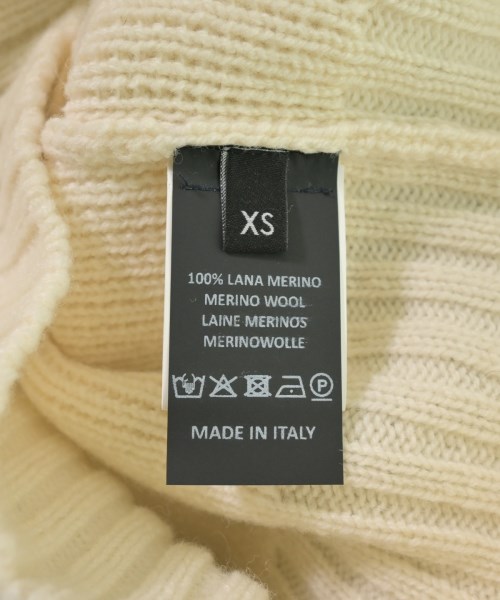 XS
100% LANA MERINO
MERINO WOOL
LAINE MERINOS
MERINOWOLLE
P
MADE IN ITALY